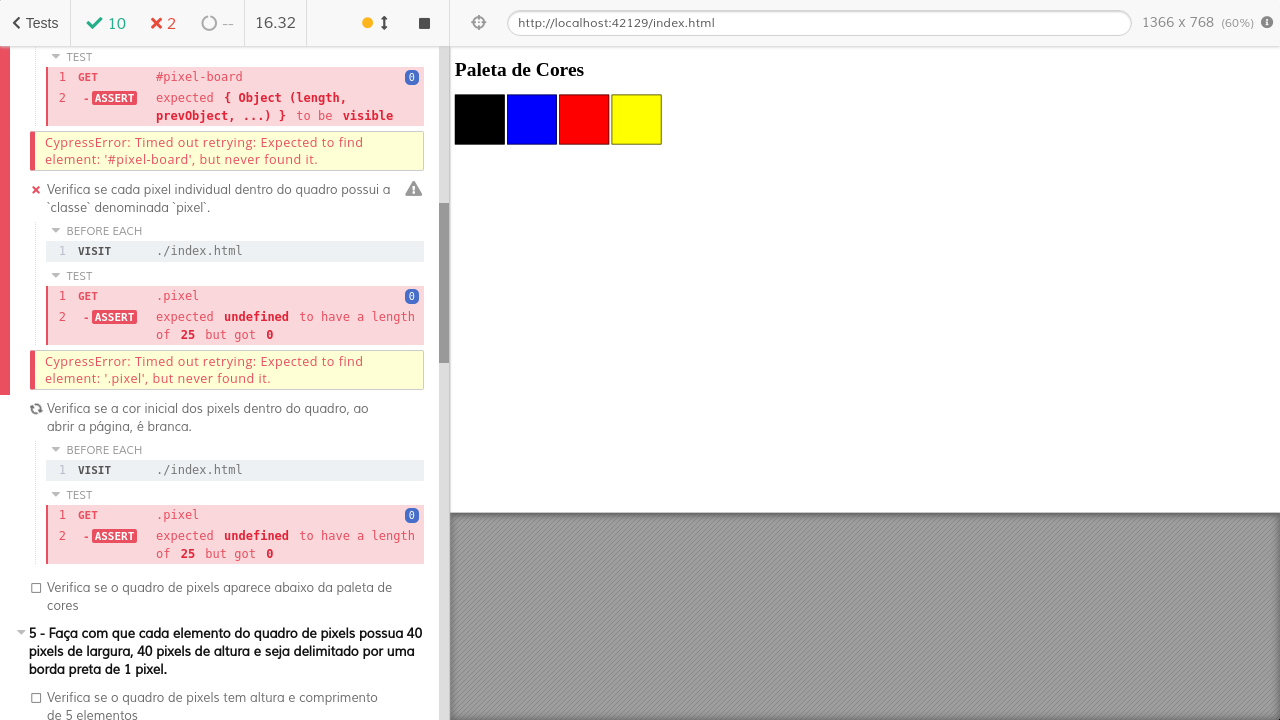 Tests
10
2
--
16.32
http://localhost:42129/index.html
1366 x 768 (60%)
TEST
1 GET #pixel-board 0
2 -ASSERT expected { Object (length,
prevObject, ...) } to be visible
CypressError: Timed out retrying: Expected to find
element: '#pixel-board', but never found it.
Verifica se cada pixel individual dentro do quadro possui a
`classe` denominada `pixel`.
BEFORE EACH
1 VISIT ./index.html
TEST
1 GET .pixel 0
2 -ASSERT expected undefined to have a length
of 25 but got 0
CypressError: Timed out retrying: Expected to find
element: '.pixel', but never found it.
Verifica se a cor inicial dos pixels dentro do quadro, ao
abrir a página, é branca.
BEFORE EACH
1 VISIT ./index.html
TEST
1 GET .pixel 0
2 -ASSERT expected undefined to have a length
of 25 but got 0
Verifica se o quadro de pixels aparece abaixo da paleta de
cores
5 - Faça com que cada elemento do quadro de pixels possua 40
pixels de largura, 40 pixels de altura e seja delimitado por uma
borda preta de 1 pixel.
Verifica se o quadro de pixels tem altura e comprimento
de 5 elementos
Paleta de Cores